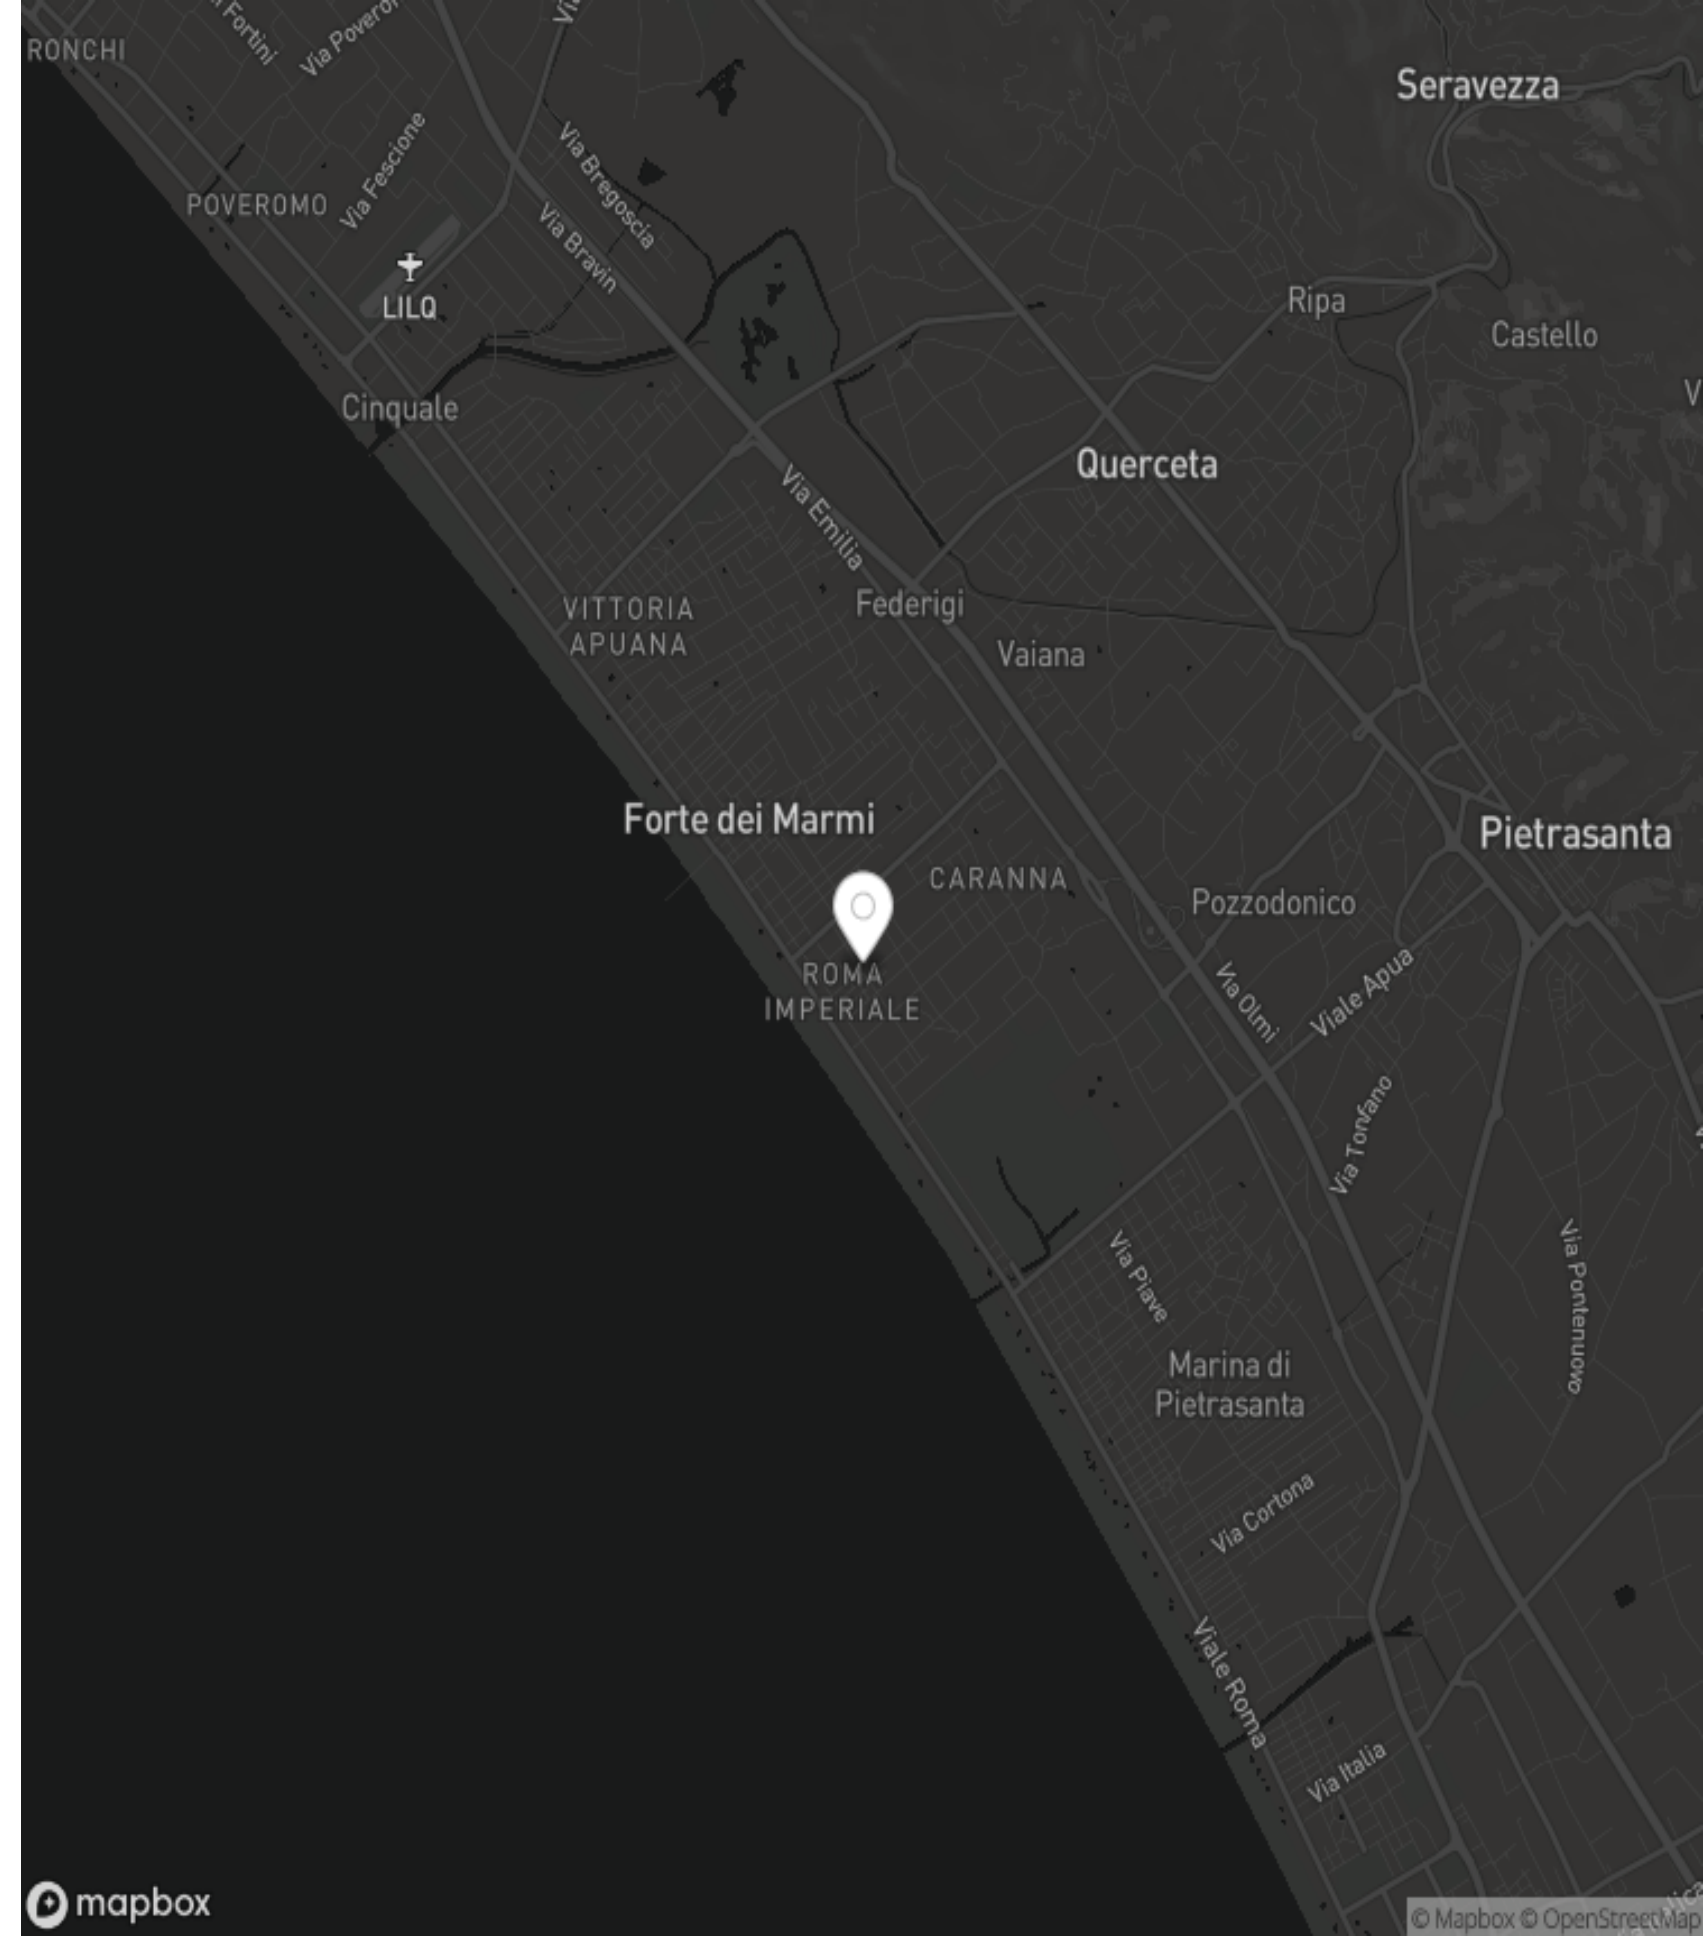 RONCHI
Via Poverop
Seravezza
Via Fescione
Via Bregoscia
POVEROMO
Via Bravin
LILQ
Ripa
Castello
Cinquale
Querceta
Via Emilia
VITTORIA
APUANA
Federigi
Vaiana
Forte dei Marmi
Pietrasanta
CARANNA
Pozzodonico
ROMA
IMPERIALE
Via Olmi
Viale Apua
Via Tonfano
Via Piave
Via Pontenuovo
Marina di
Pietrasanta
Via Cortona
Viale Roma
Via Italia
mapbox
© Mapbox © OpenStreetMap